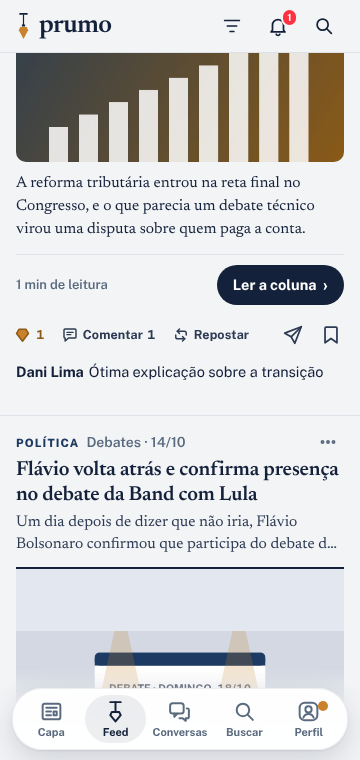 prumo
1
A reforma tributária entrou na reta final no
Congresso, e o que parecia um debate técnico
virou uma disputa sobre quem paga a conta.
1 min de leitura
Ler a coluna ›
1 Comentar 1 Repostar
Dani Lima Ótima explicação sobre a transição
POLÍTICA Debates · 14/10
Flávio volta atrás e confirma presença
no debate da Band com Lula
Um dia depois de dizer que não iria, Flávio
Bolsonaro confirmou que participa do debate d...
DEBATE · DOMINGO, 18/10
Capa Feed Conversas Buscar Perfil